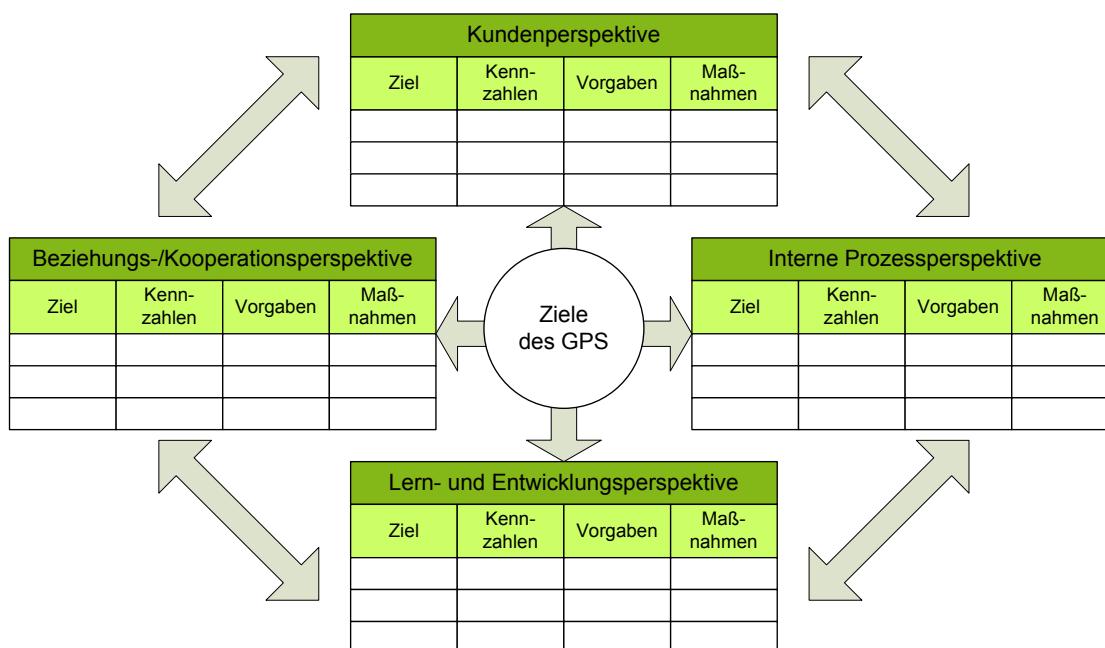 Kundenperspektive
Ziel
Kenn-
zahlen
Vorgaben
Maß-
nahmen
Beziehungs-/Kooperationsperspektive
Ziel
Kenn-
zahlen
Vorgaben
Maß-
nahmen
Ziele
des GPS
Interne Prozessperspektive
Ziel
Kenn-
zahlen
Vorgaben
Maß-
nahmen
Lern- und Entwicklungsperspektive
Ziel
Kenn-
zahlen
Vorgaben
Maß-
nahmen